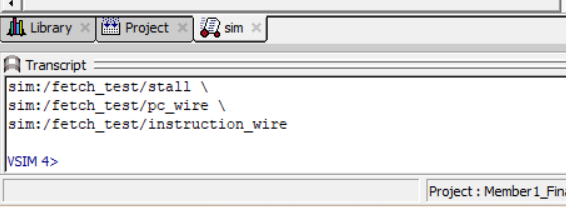 Library
Project
sim
Transcript
sim:/fetch_test/stall \
sim:/fetch_test/pc_wire \
sim:/fetch_test/instruction_wire
VSIM 4>
Project : Member1_Fina